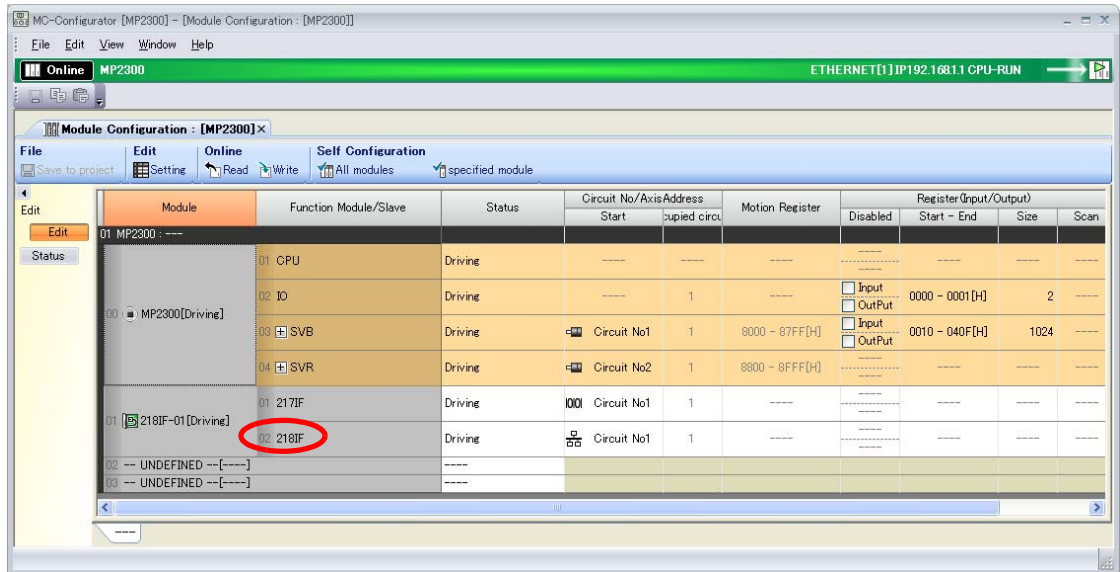 MC-Configurator [MP2300] - [Module Configuration : [MP2300]]
File Edit View Window Help
Online MP2300 ETHERNET[1] IP192.168.1.1 CPU-RUN
Module Configuration : [MP2300] ×
File Edit Online Self Configuration
Save to project Setting Read Write All modules specified module
Edit
Edit
Status
Module Function Module/Slave Status Circuit No/AxisAddress Motion Register Register(Input/Output)
Start cupied circu Disabled Start - End Size Scan
01 MP2300 : ---
00 MP2300[Driving]
01 CPU Driving ---- ---- ---- ---- ---- ---- ---- ----
02 IO Driving ---- 1 ---- Input OutPut 0000 - 0001[H] 2 ----
03 + SVB Driving Circuit No1 1 8000 - 87FF[H] Input OutPut 0010 - 040F[H] 1024 ----
04 + SVR Driving Circuit No2 1 8800 - 8FFF[H] ---- ---- ---- ---- ----
01 218IF-01[Driving]
01 217IF Driving Circuit No1 1 ---- ---- ---- ---- ---- ----
02 218IF Driving Circuit No1 1 ---- ---- ---- ---- ---- ----
02 -- UNDEFINED --[----] ----
03 -- UNDEFINED --[----] ----
---